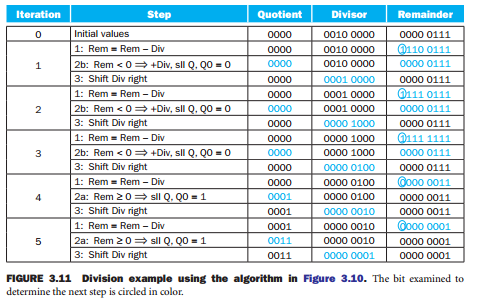 Iteration Step Quotient Divisor Remainder
0 Initial values 0000 0010 0000 0000 0111
1: Rem = Rem – Div 0000 0010 0000 1110 0111
1 2b: Rem < 0 ⇒ +Div, sll Q, Q0 = 0 0000 0010 0000 0000 0111
3: Shift Div right 0000 0001 0000 0000 0111
1: Rem = Rem – Div 0000 0001 0000 1111 0111
2 2b: Rem < 0 ⇒ +Div, sll Q, Q0 = 0 0000 0001 0000 0000 0111
3: Shift Div right 0000 0000 1000 0000 0111
1: Rem = Rem – Div 0000 0000 1000 1111 1111
3 2b: Rem < 0 ⇒ +Div, sll Q, Q0 = 0 0000 0000 1000 0000 0111
3: Shift Div right 0000 0000 0100 0000 0111
1: Rem = Rem – Div 0000 0000 0100 0000 0011
4 2a: Rem ≥ 0 ⇒ sll Q, Q0 = 1 0001 0000 0100 0000 0011
3: Shift Div right 0001 0000 0010 0000 0011
1: Rem = Rem – Div 0001 0000 0010 0000 0001
5 2a: Rem ≥ 0 ⇒ sll Q, Q0 = 1 0011 0000 0010 0000 0001
3: Shift Div right 0011 0000 0001 0000 0001
FIGURE 3.11 Division example using the algorithm in Figure 3.10. The bit examined to
determine the next step is circled in color.